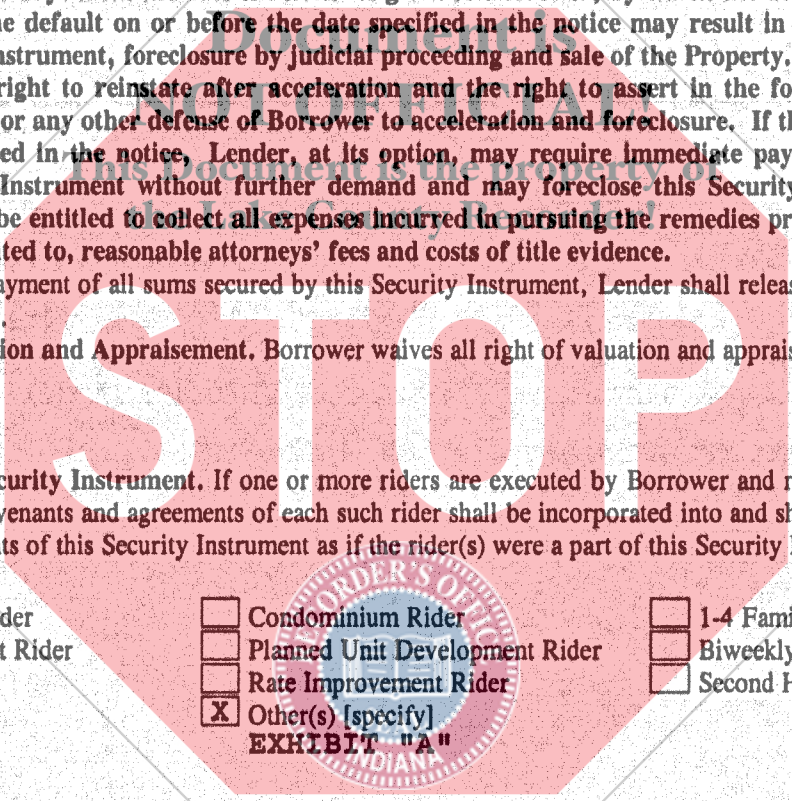 e default on or before the date specified in the notice may result in
Document is
nstrument, foreclosure by judicial proceeding and sale of the Property.
right to reinstate after acceleration and the right to assert in the fo
NOT OFFICIAL!
or any other defense of Borrower to acceleration and foreclosure. If th
ed in the notice, Lender, at its option, may require immediate pay
This Document is the property of
Instrument without further demand and may foreclose this Security
be entitled to collect all expenses incurred in pursuing the remedies pr
the Lake County Recorder!
ted to, reasonable attorneys' fees and costs of title evidence.
ayment of all sums secured by this Security Instrument, Lender shall releas
.
STOP
ion and Appraisement. Borrower waives all right of valuation and apprais
curity Instrument. If one or more riders are executed by Borrower and r
venants and agreements of each such rider shall be incorporated into and sh
ts of this Security Instrument as if the rider(s) were a part of this Security
RECORDER'S OFFICE
der Condominium Rider 1-4 Fami
t Rider Planned Unit Development Rider Biweekly
Rate Improvement Rider Second H
X Other(s) [specify]
EXHIBIT "A"
INDIANA